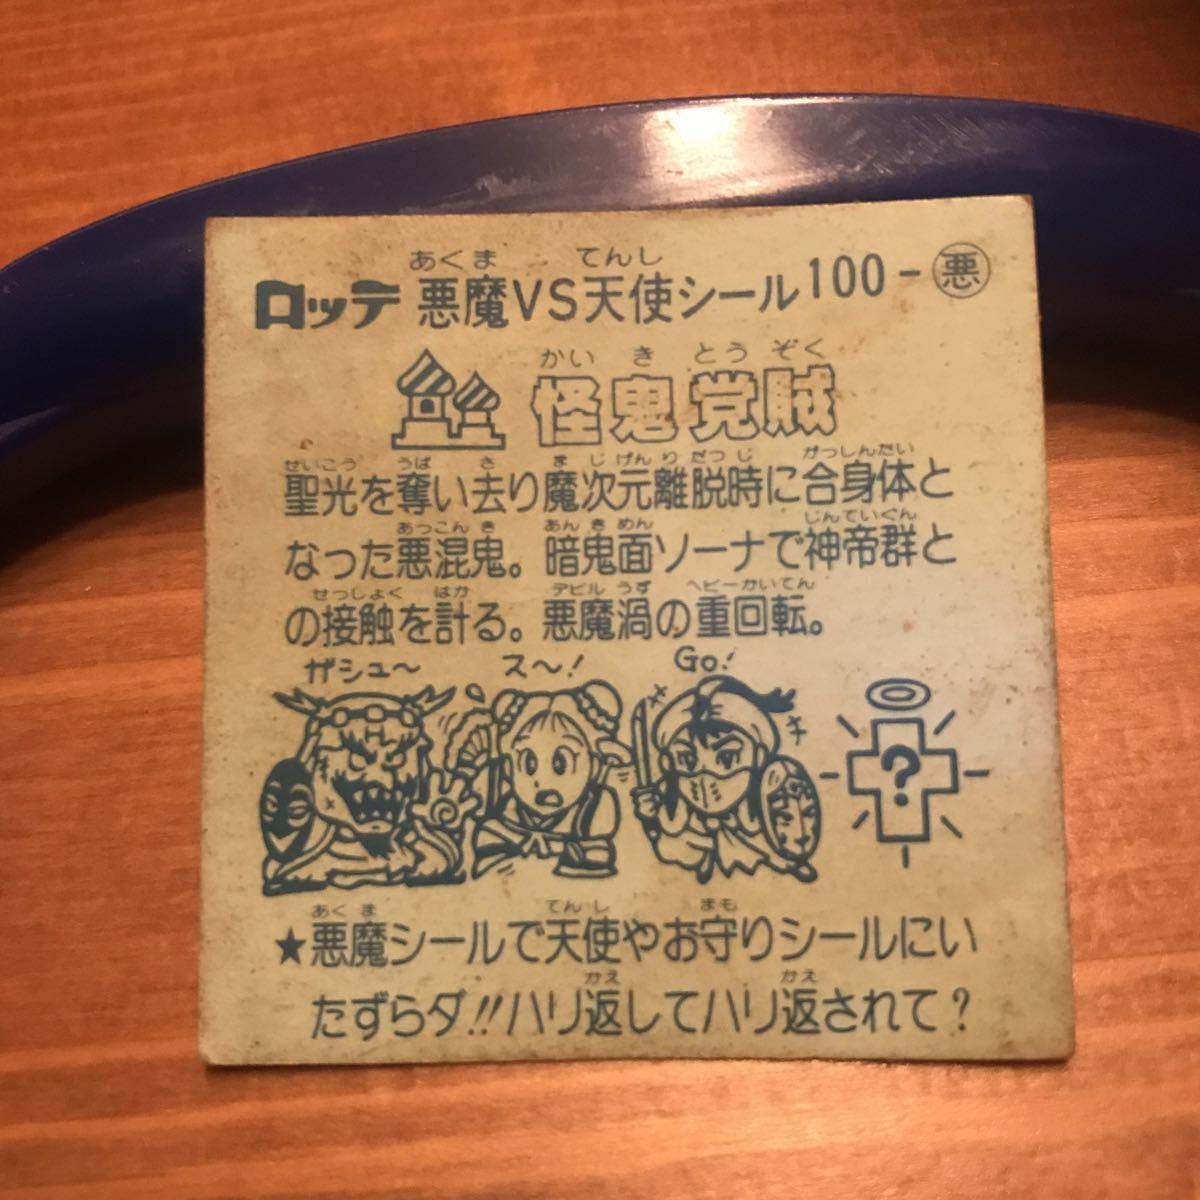 あくま てんし
ロッテ 悪魔VS天使シール100-悪
かいきとうぞく
怪鬼党賊
せいこう うば さ まじげんりだつじ がっしんたい
聖光を奪い去り魔次元離脱時に合身体と
あっこんき あんきめん じんていぐん
なった悪混鬼。暗鬼面ソーナで神帝群と
せっしょく はか デビルうず ヘビーかいてん
の接触を計る。悪魔渦の重回転。
ガシュ〜 ス〜! Go!
?
あくま てんし まも
★悪魔シールで天使やお守りシールにい
かえ かえ
たずらダ!!ハリ返してハリ返されて?